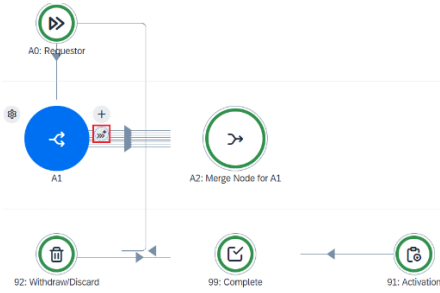 A0: Requestor
A1
A2: Merge Node for A1
92: Withdraw/Discard
99: Complete
91: Activation